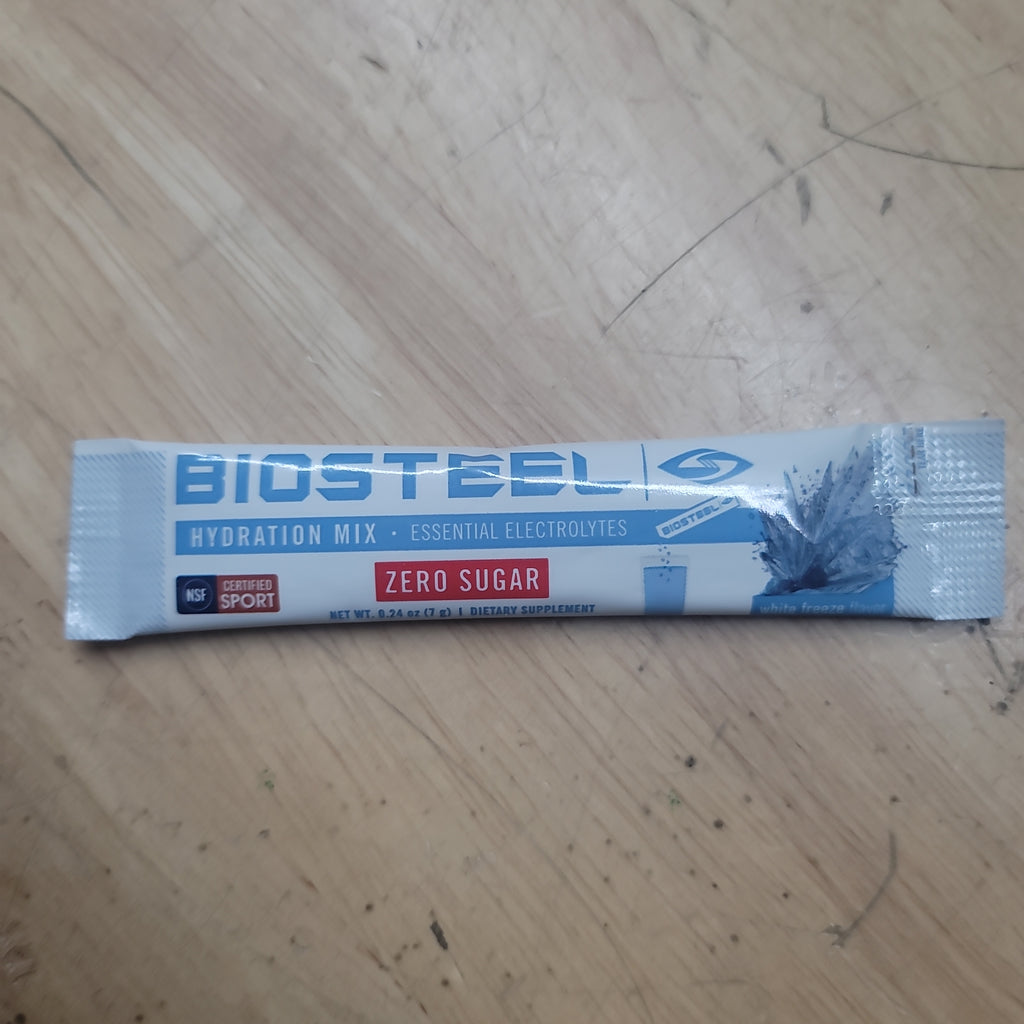 BIOSTEEL
HYDRATION MIX • ESSENTIAL ELECTROLYTES
BIOSTEEL
NSF
CERTIFIED
SPORT
ZERO SUGAR
NET WT. 0.24 oz (7 g) | DIETARY SUPPLEMENT
white freeze flavor